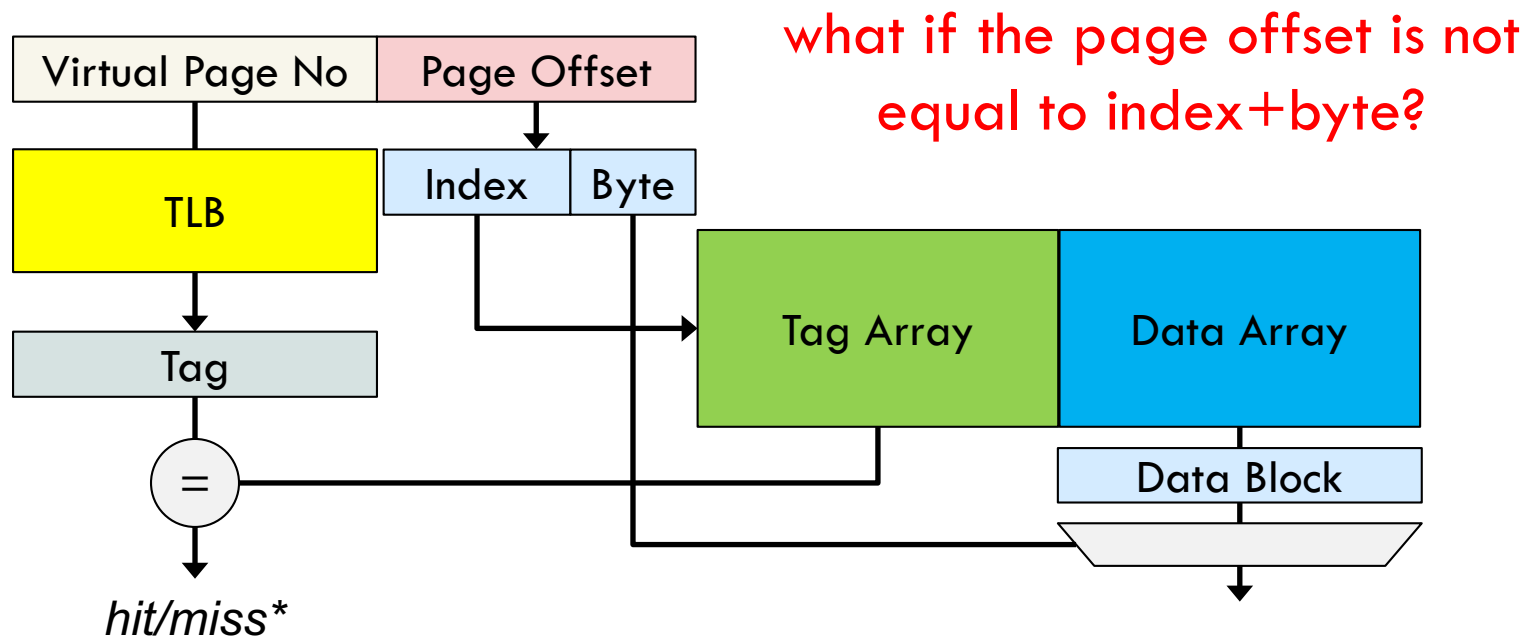 what if the page offset is not
equal to index+byte?
Virtual Page No
Page Offset
TLB
Index
Byte
Tag
Tag Array
Data Array
=
Data Block
hit/miss*